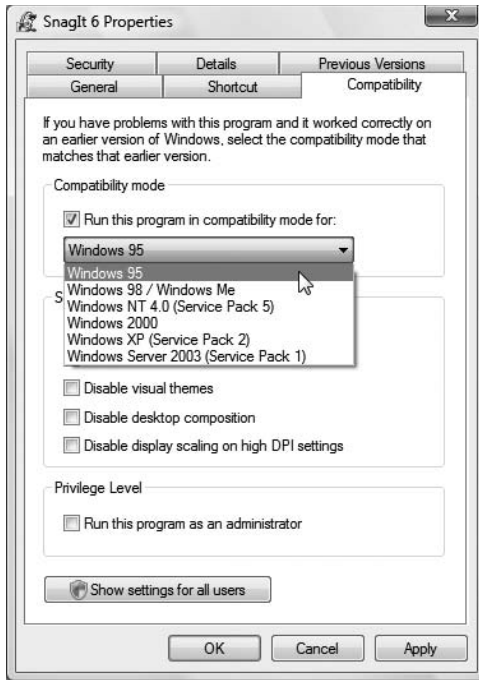 SnagIt 6 Properties
Security Details Previous Versions
General Shortcut Compatibility
If you have problems with this program and it worked correctly on
an earlier version of Windows, select the compatibility mode that
matches that earlier version.
Compatibility mode
Run this program in compatibility mode for:
Windows 95
Windows 95
Windows 98 / Windows Me
Windows NT 4.0 (Service Pack 5)
Windows 2000
Windows XP (Service Pack 2)
Windows Server 2003 (Service Pack 1)
Disable visual themes
Disable desktop composition
Disable display scaling on high DPI settings
Privilege Level
Run this program as an administrator
Show settings for all users
OK Cancel Apply